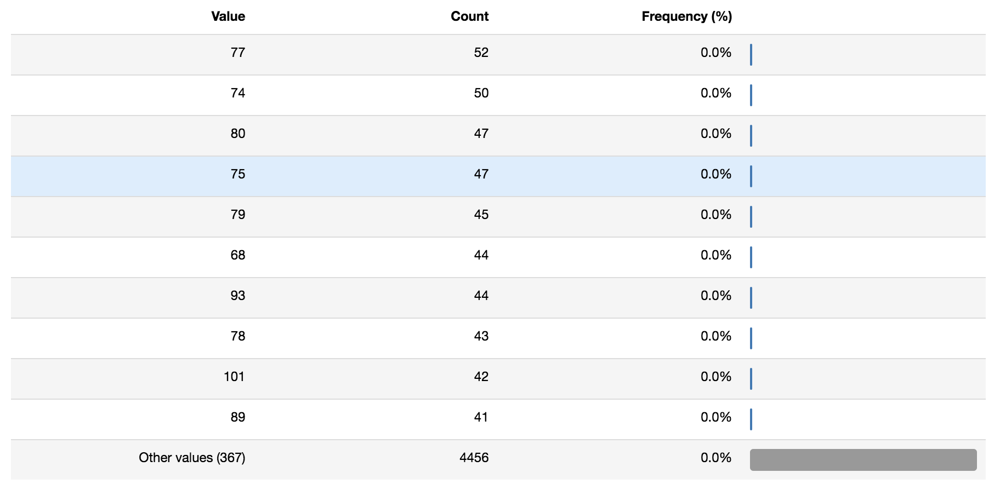 Value Count Frequency (%)
77 52 0.0%
74 50 0.0%
80 47 0.0%
75 47 0.0%
79 45 0.0%
68 44 0.0%
93 44 0.0%
78 43 0.0%
101 42 0.0%
89 41 0.0%
Other values (367) 4456 0.0%